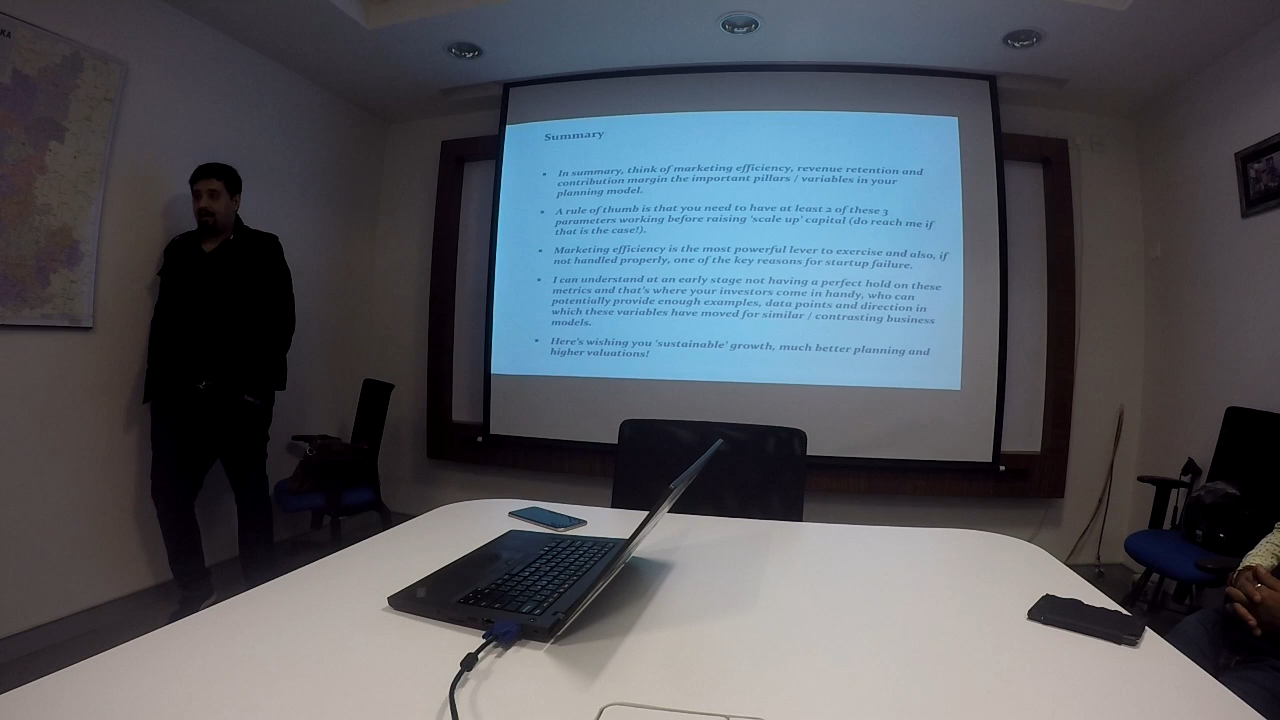 KA
Summary
In summary, think of marketing efficiency, revenue retention and
contribution margin the important pillars / variables in your
planning model.
A rule of thumb is that you need to have at least 2 of these 3
parameters working before raising 'scale up' capital (do reach me if
that is the case!).
Marketing efficiency is the most powerful lever to exercise and also, if
not handled properly, one of the key reasons for startup failure.
I can understand at an early stage not having a perfect hold on these
metrics and that's where your investors come in handy, who can
potentially provide enough examples, data points and direction in
which these variables have moved for similar / contrasting business
models.
Here's wishing you 'sustainable' growth, much better planning and
higher valuations!